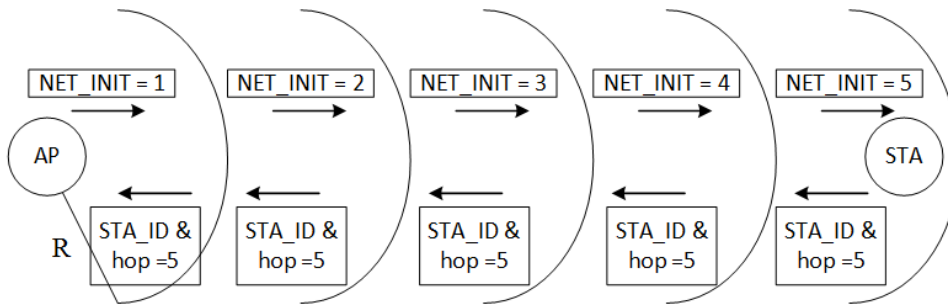 NET_INIT = 1
NET_INIT = 2
NET_INIT = 3
NET_INIT = 4
NET_INIT = 5
AP
STA
R
STA_ID &
hop =5
STA_ID &
hop =5
STA_ID &
hop =5
STA_ID &
hop =5
STA_ID &
hop =5